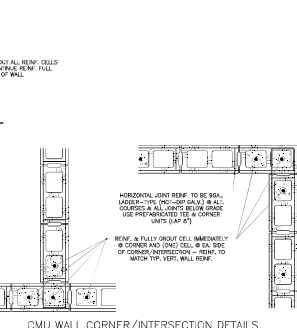 OUT ALL REINF. CELLS
NTINUE REINF. FULL
OF WALL
HORIZONTAL JOINT REINF. TO BE 9GA.,
LADDER-TYPE (HOT-DIP GALV.) @ ALT.
COURSES & ALL JOINTS BELOW GRADE
USE PREFABRICATED TEE & CORNER
UNITS (LAP 8")
REINF. & FULLY GROUT CELL IMMEDIATELY
@ CORNER AND (ONE) CELL @ EA. SIDE
OF CORNER/INTERSECTION - REINF. TO
MATCH TYP. VERT. WALL REINF.
CMU WALL CORNER/INTERSECTION DETAILS